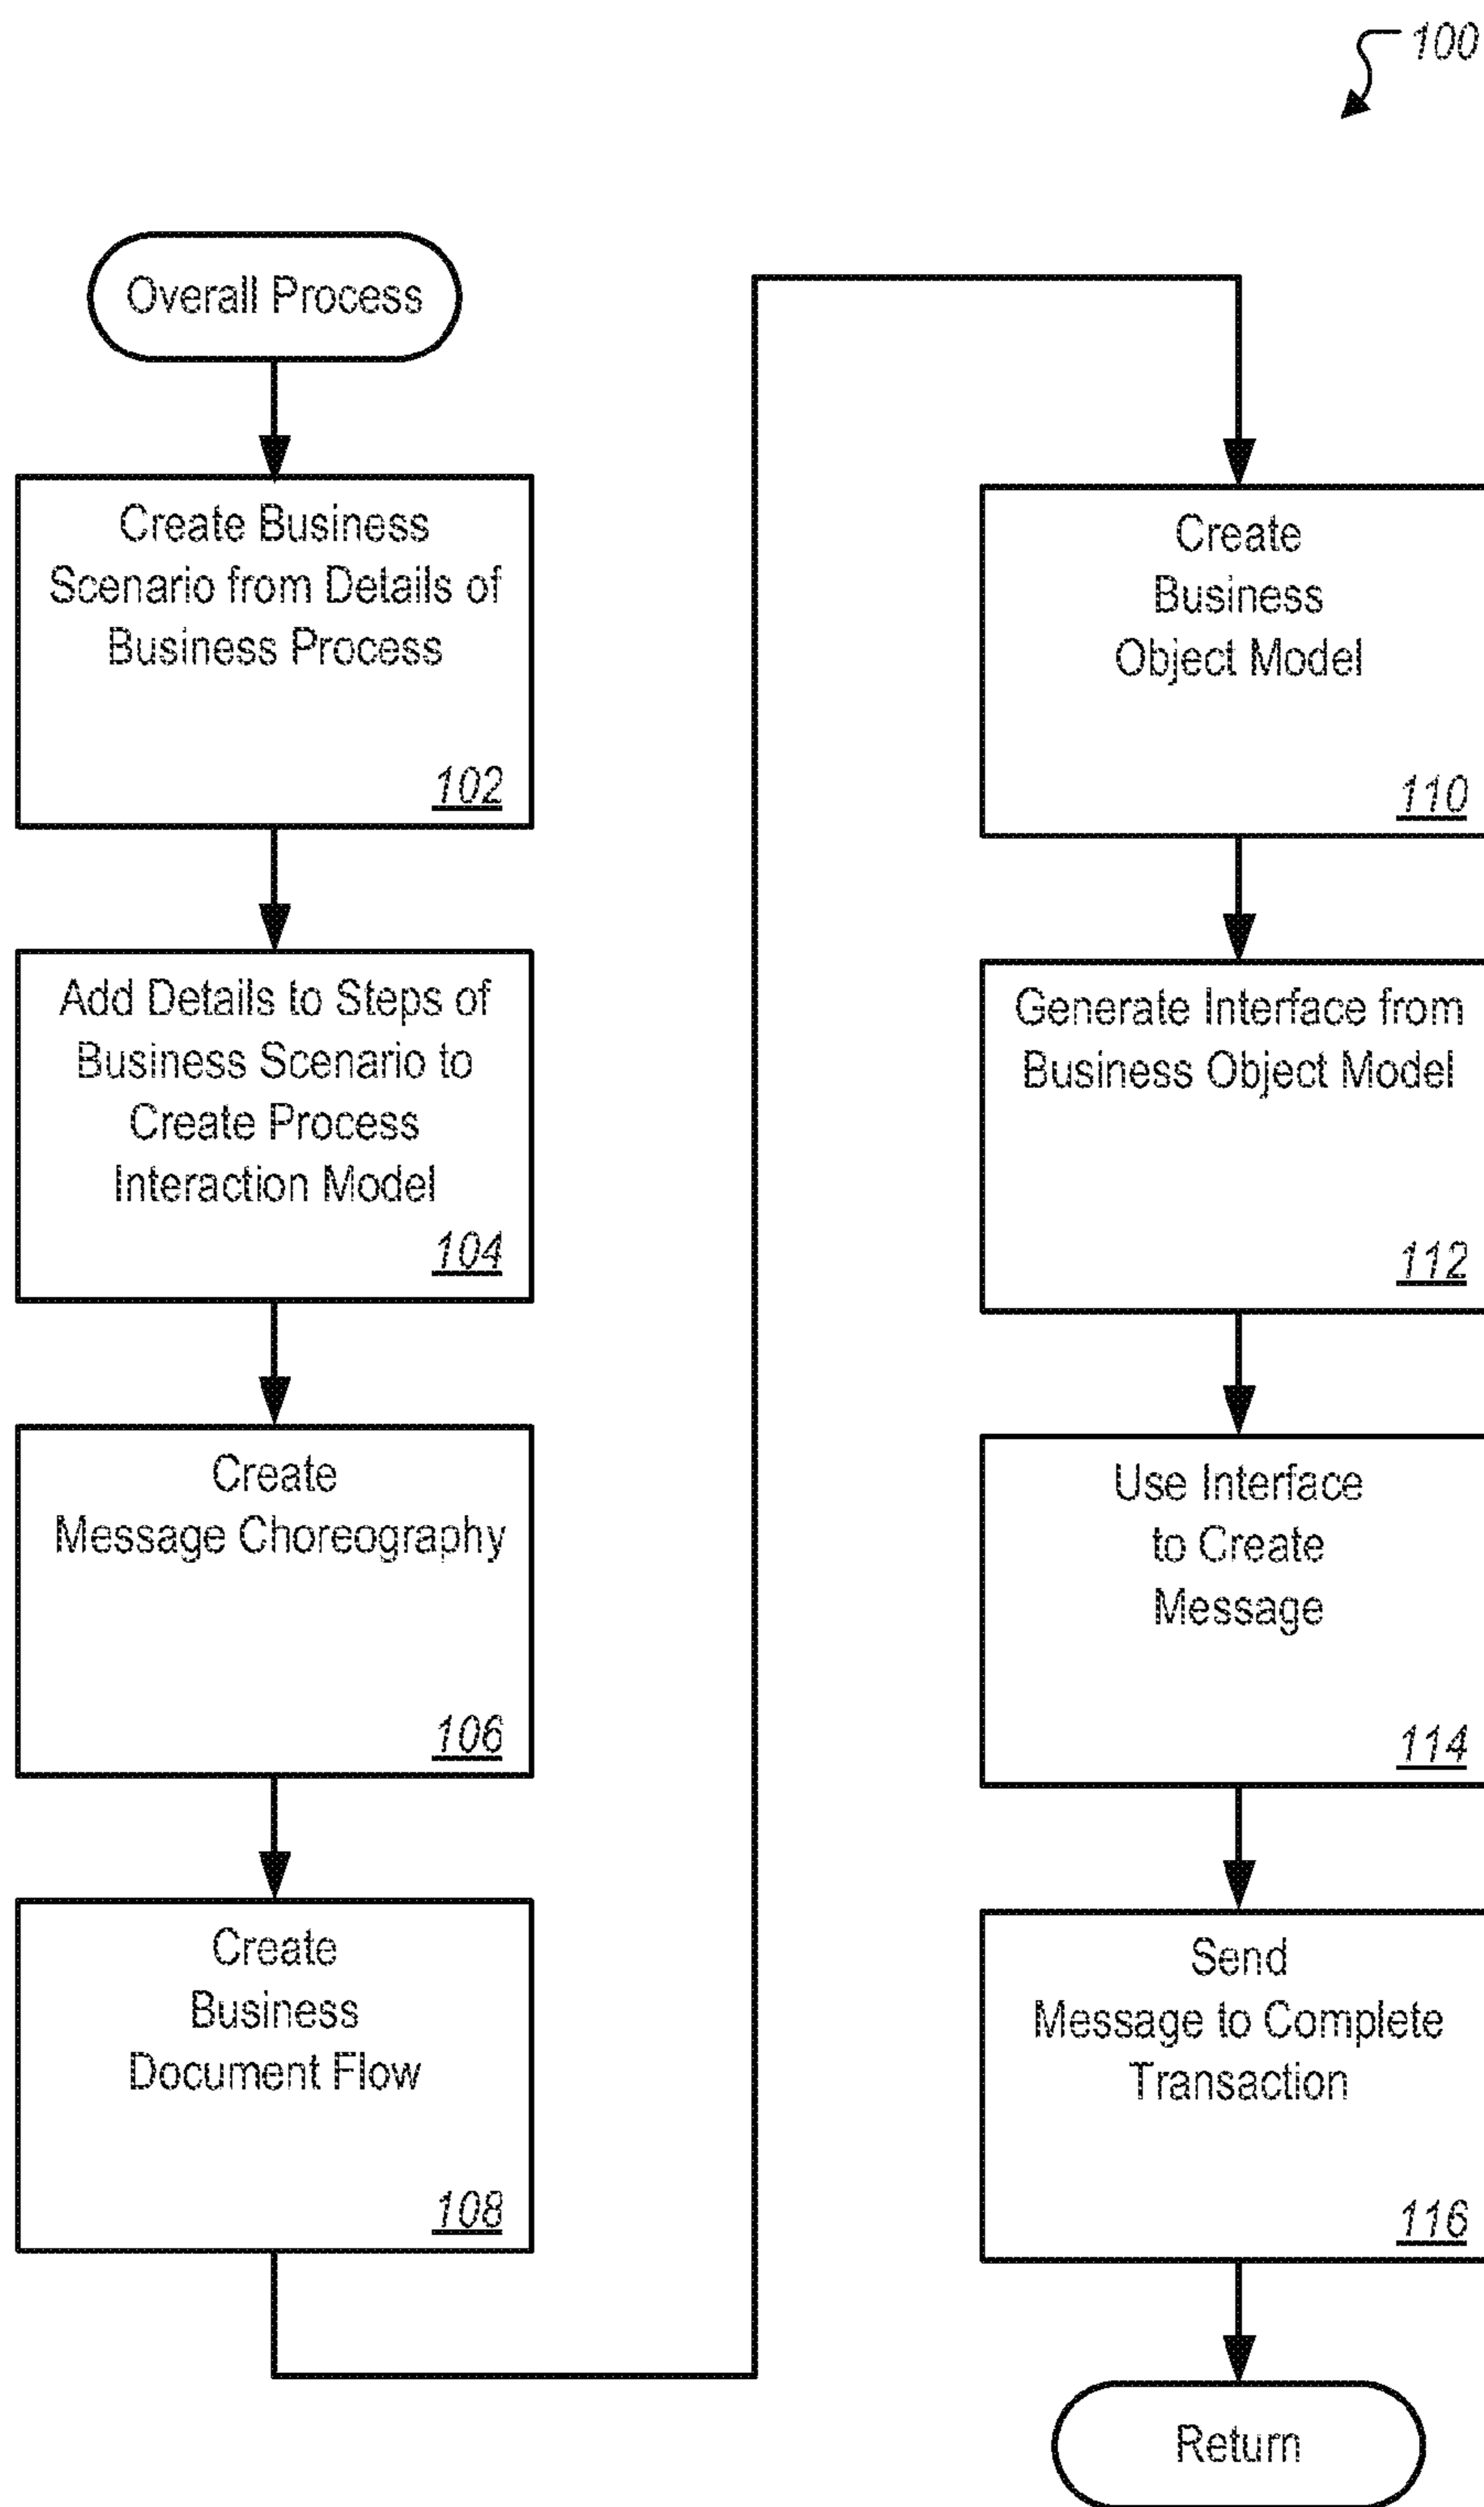 100
Overall Process
Create Business
Scenario from Details of
Business Process
102
Add Details to Steps of
Business Scenario to
Create Process
Interaction Model
104
Create
Message Choreography
106
Create
Business
Document Flow
108
Create
Business
Object Model
110
Generate Interface from
Business Object Model
112
Use Interface
to Create
Message
114
Send
Message to Complete
Transaction
116
Return